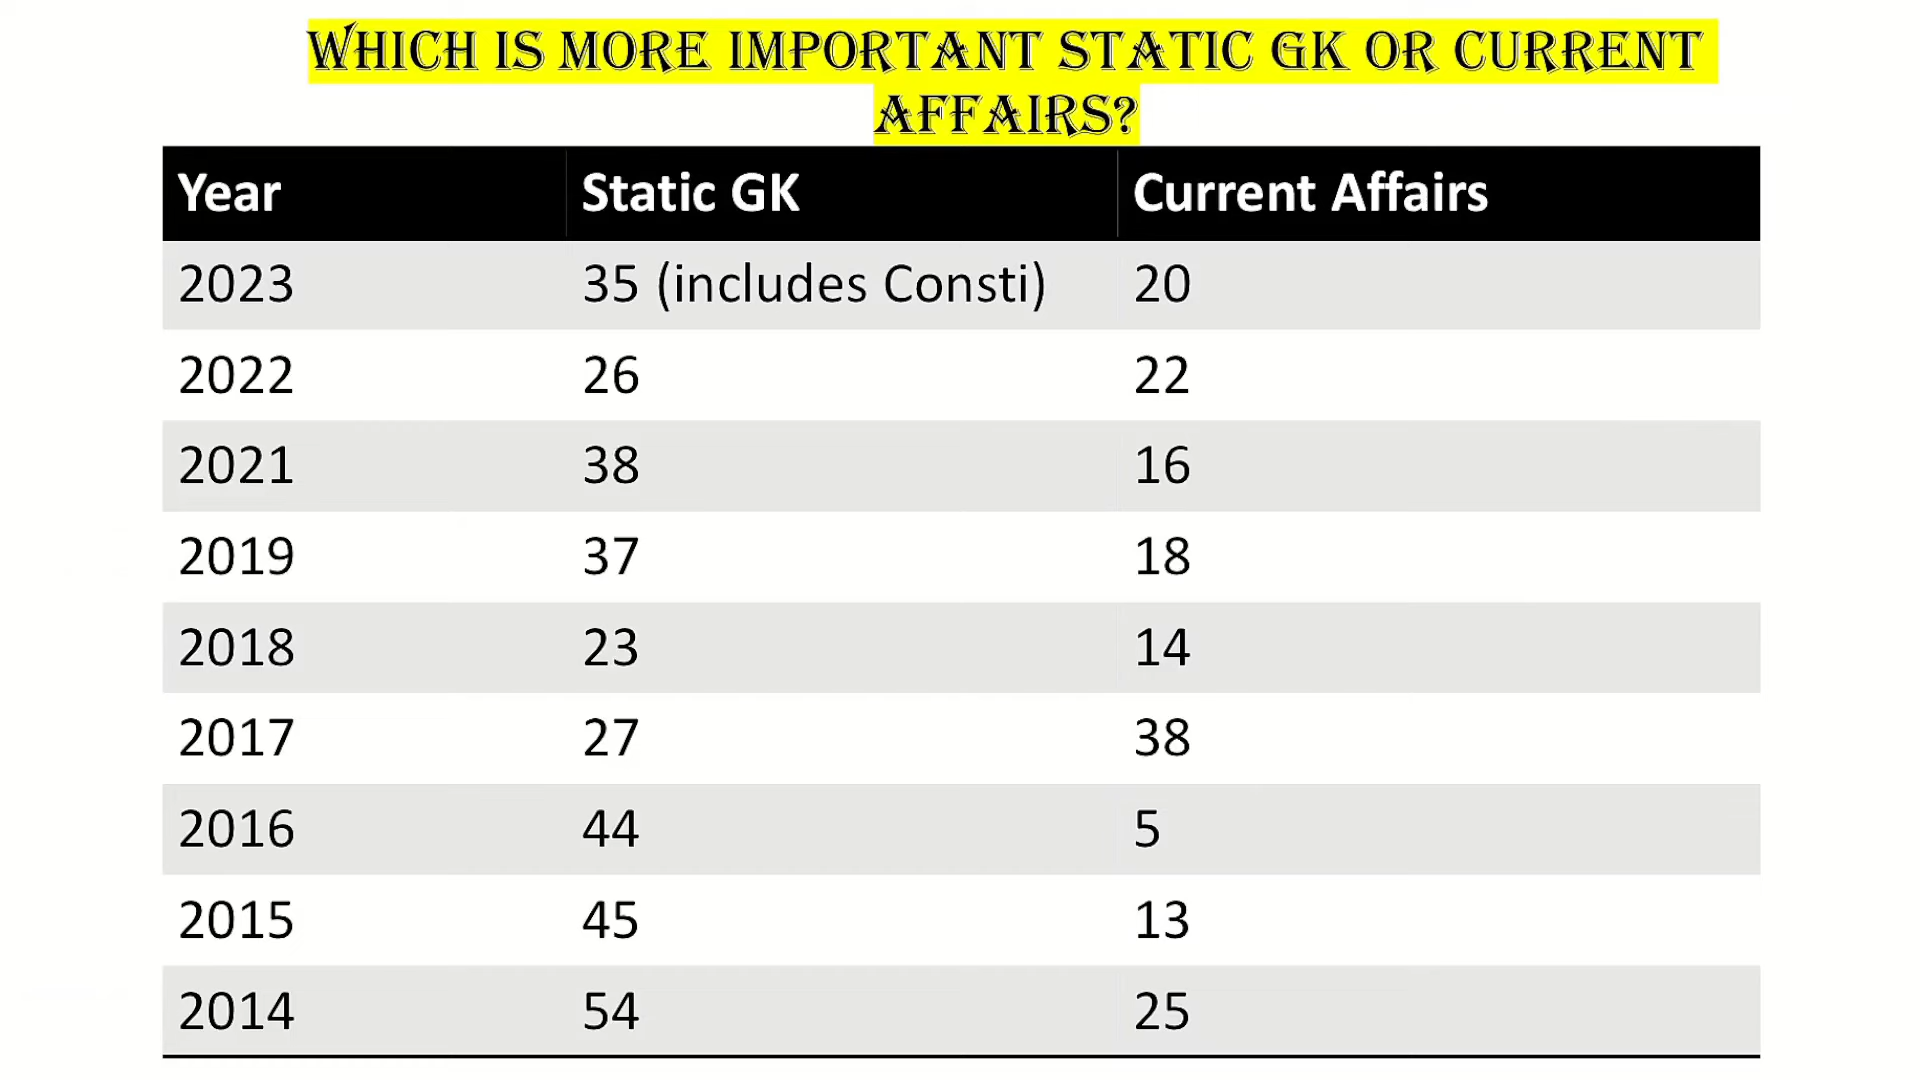 WHICH IS MORE IMPORTANT STATIC GK OR CURRENT
AFFAIRS?
Year Static GK Current Affairs
2023 35 (includes Consti) 20
2022 26 22
2021 38 16
2019 37 18
2018 23 14
2017 27 38
2016 44 5
2015 45 13
2014 54 25